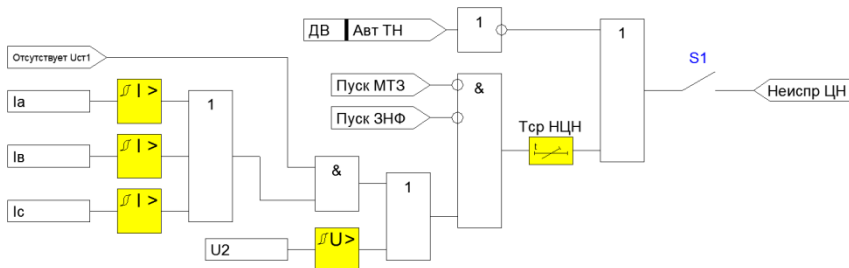 ДВ Авт ТН
1
1
S1
Неиспр ЦН
Отсутствует Uст1
Iа
I >
1
Iв
I >
Iс
I >
&
1
U2
U>
Пуск МТЗ
Пуск ЗНФ
&
Тср НЦН
t